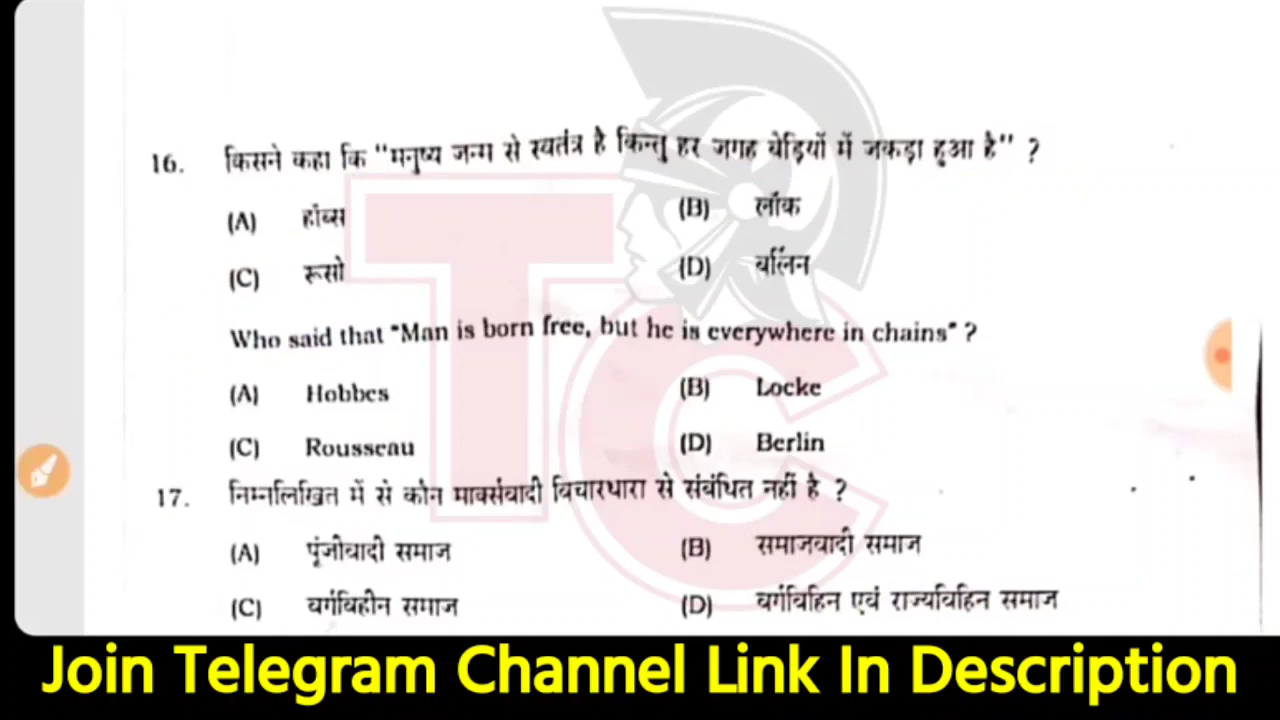 16. किसने कहा कि "मनुष्य जन्म से स्वतंत्र है किन्तु हर जगह बेड़ियों में जकड़ा हुआ है" ?
(A) हॉब्स (B) लॉक
(C) रूसो (D) बर्लिन
Who said that "Man is born free, but he is everywhere in chains" ?
(A) Hobbes (B) Locke
(C) Rousseau (D) Berlin
17. निम्नलिखित में से कौन मार्क्सवादी विचारधारा से संबंधित नहीं है ?
(A) पूंजीवादी समाज (B) समाजवादी समाज
(C) वर्गविहीन समाज (D) वर्गविहिन एवं राज्यविहिन समाज
TC
Join Telegram Channel Link In Description